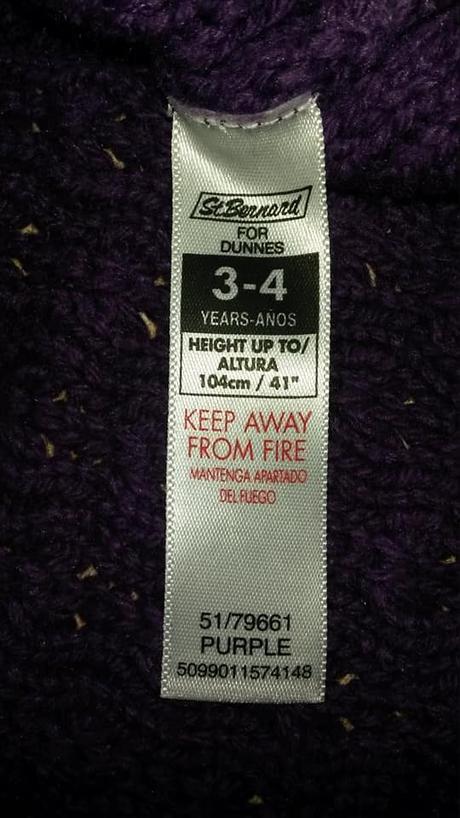 St.Bernard
FOR
DUNNES
3-4
YEARS-AÑOS
HEIGHT UP TO/
ALTURA
104cm / 41"
KEEP AWAY
FROM FIRE
MANTENGA APARTADO
DEL FUEGO
51/79661
PURPLE
5099011574148